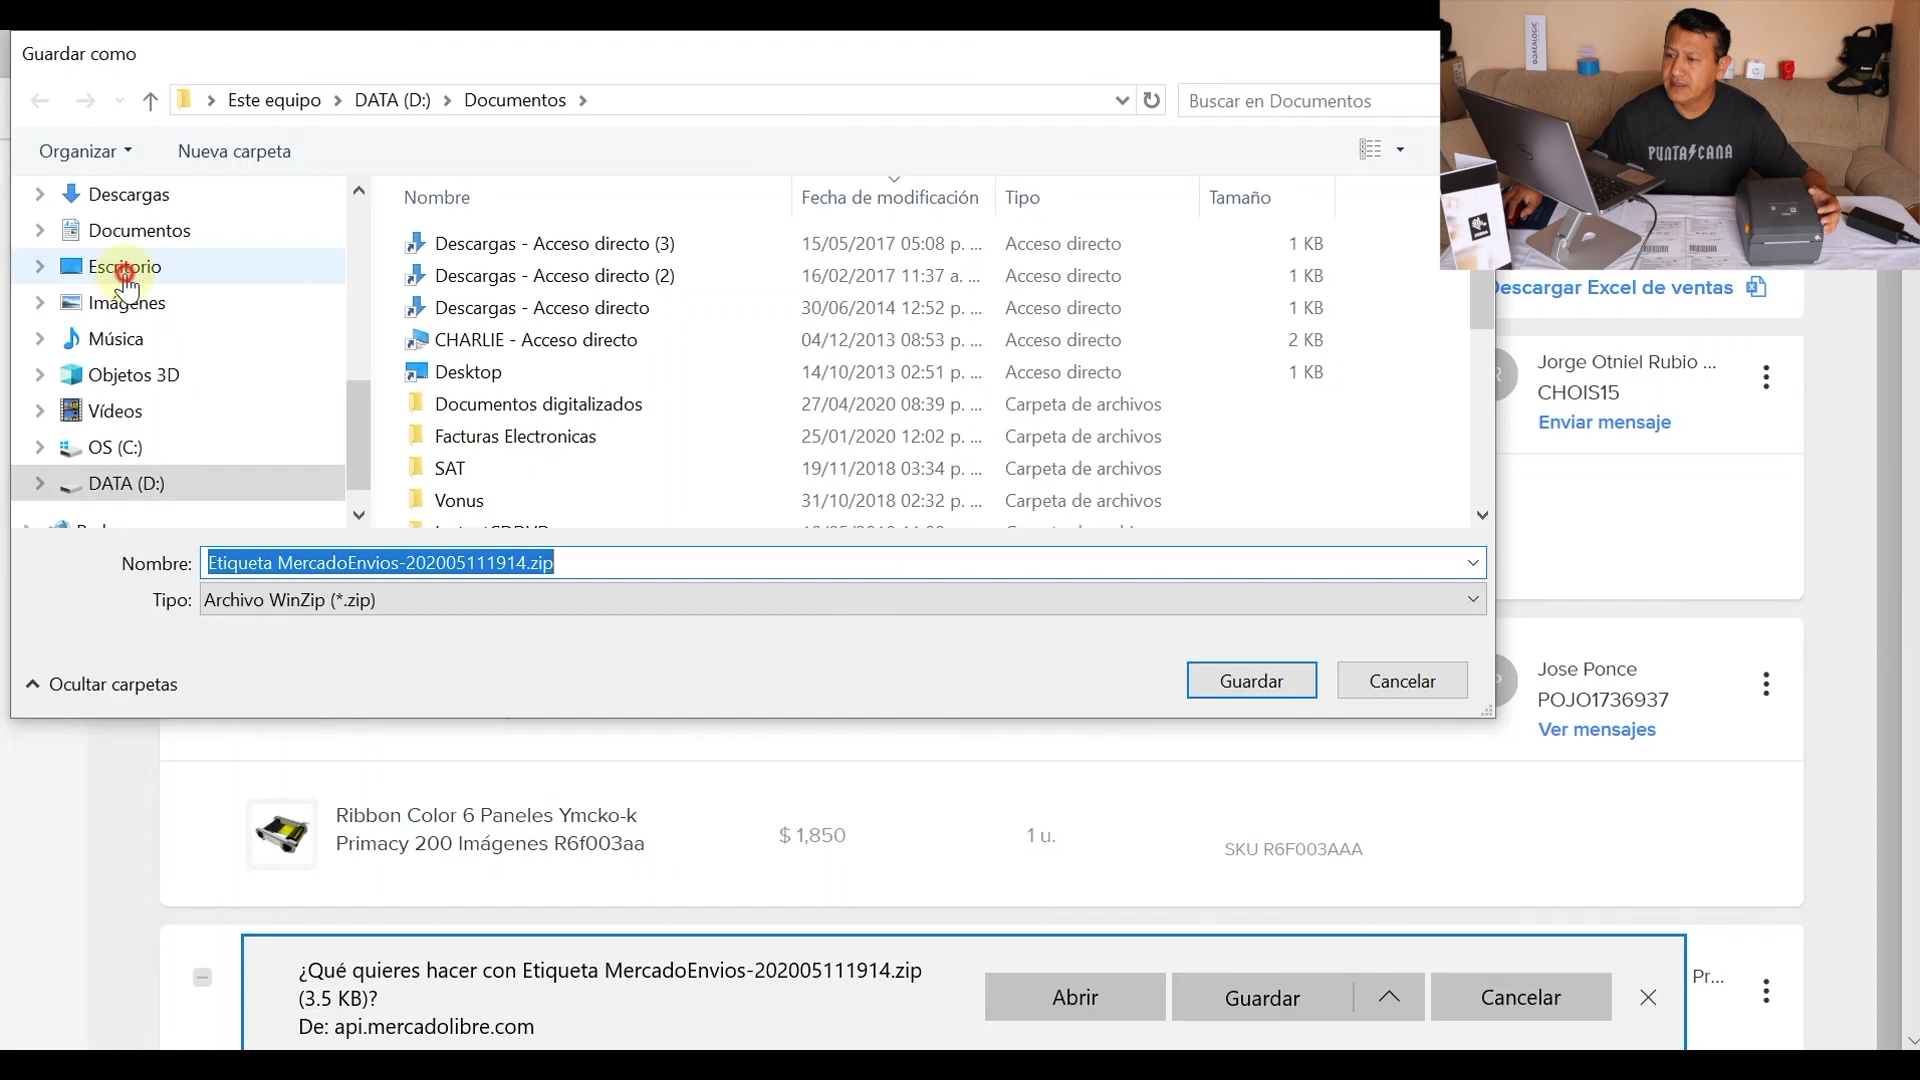 Guardar como
Este equipo
DATA (D:)
Documentos
Buscar en Documentos
Organizar
Nueva carpeta
Descargas
Documentos
Escritorio
Imágenes
Música
Objetos 3D
Vídeos
OS (C:)
DATA (D:)
Nombre
Fecha de modificación
Tipo
Tamaño
Descargas - Acceso directo (3)
15/05/2017 05:08 p. ...
Acceso directo
1 KB
Descargas - Acceso directo (2)
16/02/2017 11:37 a. ...
Acceso directo
1 KB
Descargas - Acceso directo
30/06/2014 12:52 p. ...
Acceso directo
1 KB
CHARLIE - Acceso directo
04/12/2013 08:53 p. ...
Acceso directo
2 KB
Desktop
14/10/2013 02:51 p. ...
Acceso directo
1 KB
Documentos digitalizados
27/04/2020 08:39 p. ...
Carpeta de archivos
Facturas Electronicas
25/01/2020 12:02 p. ...
Carpeta de archivos
SAT
19/11/2018 03:34 p. ...
Carpeta de archivos
Vonus
31/10/2018 02:32 p. ...
Carpeta de archivos
Nombre:
Etiqueta MercadoEnvios-202005111914.zip
Tipo:
Archivo WinZip (*.zip)
Ocultar carpetas
Guardar
Cancelar
DATALOGIC
PUNTA CANA
Descargar Excel de ventas
Jorge Otniel Rubio ...
CHOIS15
Enviar mensaje
Jose Ponce
POJO1736937
Ver mensajes
Ribbon Color 6 Paneles Ymcko-k
Primacy 200 Imágenes R6f003aa
$ 1,850
1 u.
SKU R6F003AAA
¿Qué quieres hacer con Etiqueta MercadoEnvios-202005111914.zip
(3.5 KB)?
De: api.mercadolibre.com
Abrir
Guardar
Cancelar
Pr...